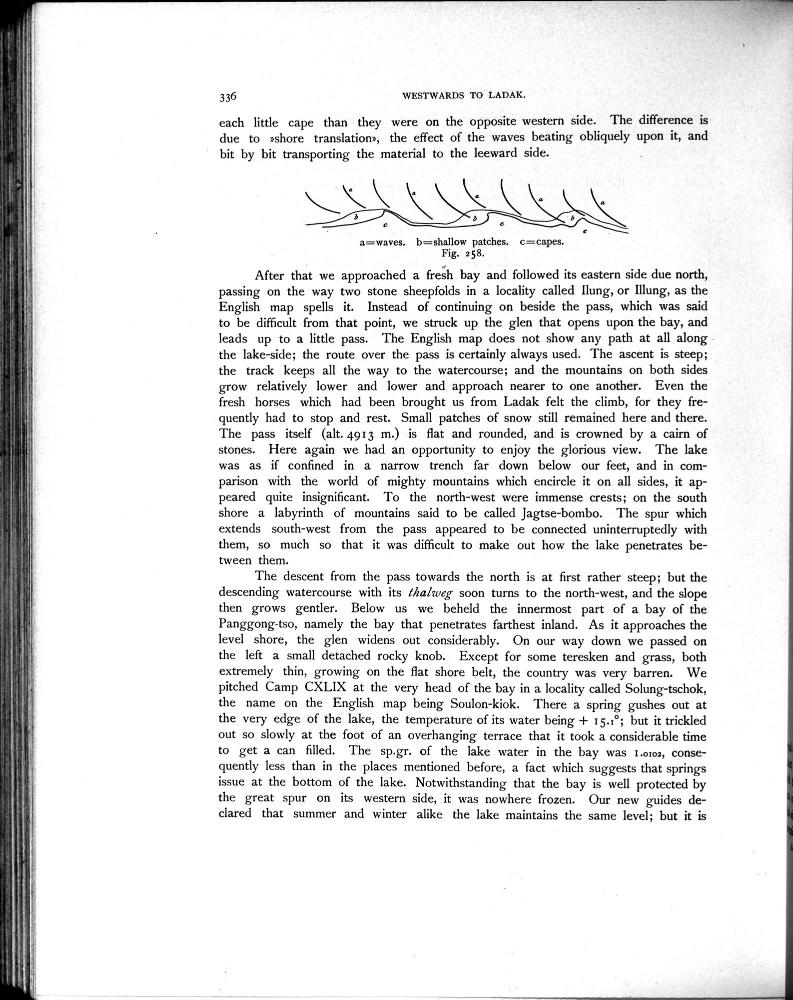 336
WESTWARDS TO LADAK.
each little cape than they were on the opposite western side. The difference is
due to »shore translation», the effect of the waves beating obliquely upon it, and
bit by bit transporting the material to the leeward side.
a a a a a
b b b
c c c
a=waves. b=shallow patches. c=capes.
Fig. 258.
After that we approached a fresh bay and followed its eastern side due north,
passing on the way two stone sheepfolds in a locality called Ilung, or Illung, as the
English map spells it. Instead of continuing on beside the pass, which was said
to be difficult from that point, we struck up the glen that opens upon the bay, and
leads up to a little pass. The English map does not show any path at all along
the lake-side; the route over the pass is certainly always used. The ascent is steep;
the track keeps all the way to the watercourse; and the mountains on both sides
grow relatively lower and lower and approach nearer to one another. Even the
fresh horses which had been brought us from Ladak felt the climb, for they fre-
quently had to stop and rest. Small patches of snow still remained here and there.
The pass itself (alt. 4913 m.) is flat and rounded, and is crowned by a cairn of
stones. Here again we had an opportunity to enjoy the glorious view. The lake
was as if confined in a narrow trench far down below our feet, and in com-
parison with the world of mighty mountains which encircle it on all sides, it ap-
peared quite insignificant. To the north-west were immense crests; on the south
shore a labyrinth of mountains said to be called Jagtse-bombo. The spur which
extends south-west from the pass appeared to be connected uninterruptedly with
them, so much so that it was difficult to make out how the lake penetrates be-
tween them.
The descent from the pass towards the north is at first rather steep; but the
descending watercourse with its thalweg soon turns to the north-west, and the slope
then grows gentler. Below us we beheld the innermost part of a bay of the
Panggong-tso, namely the bay that penetrates farthest inland. As it approaches the
level shore, the glen widens out considerably. On our way down we passed on
the left a small detached rocky knob. Except for some teresken and grass, both
extremely thin, growing on the flat shore belt, the country was very barren. We
pitched Camp CXLIX at the very head of the bay in a locality called Solung-tschok,
the name on the English map being Soulon-kiok. There a spring gushes out at
the very edge of the lake, the temperature of its water being + 15.1°; but it trickled
out so slowly at the foot of an overhanging terrace that it took a considerable time
to get a can filled. The sp.gr. of the lake water in the bay was 1.0102, conse-
quently less than in the places mentioned before, a fact which suggests that springs
issue at the bottom of the lake. Notwithstanding that the bay is well protected by
the great spur on its western side, it was nowhere frozen. Our new guides de-
clared that summer and winter alike the lake maintains the same level; but it is